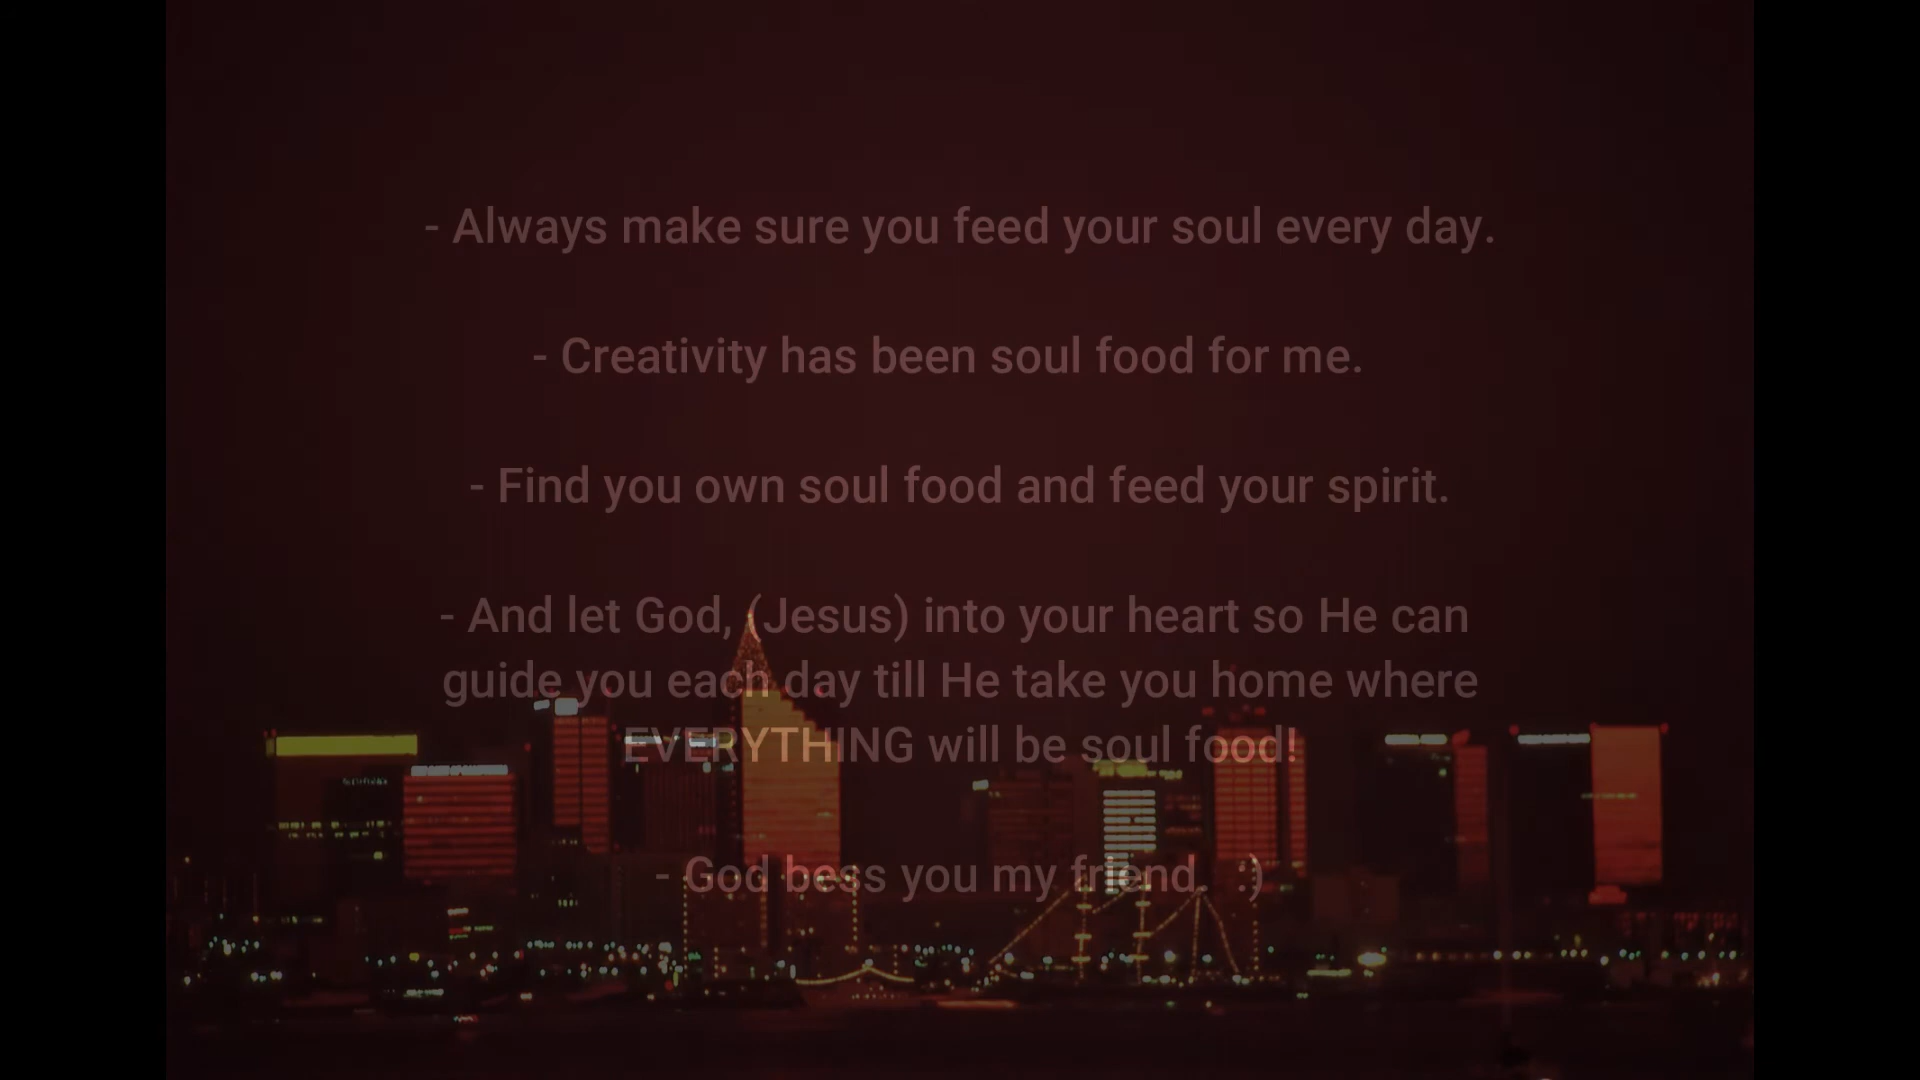 - Always make sure you feed your soul every day.
- Creativity has been soul food for me.
- Find you own soul food and feed your spirit.
- And let God, (Jesus) into your heart so He can
guide you each day till He take you home where
EVERYTHING will be soul food!
- God bess you my friend. :)